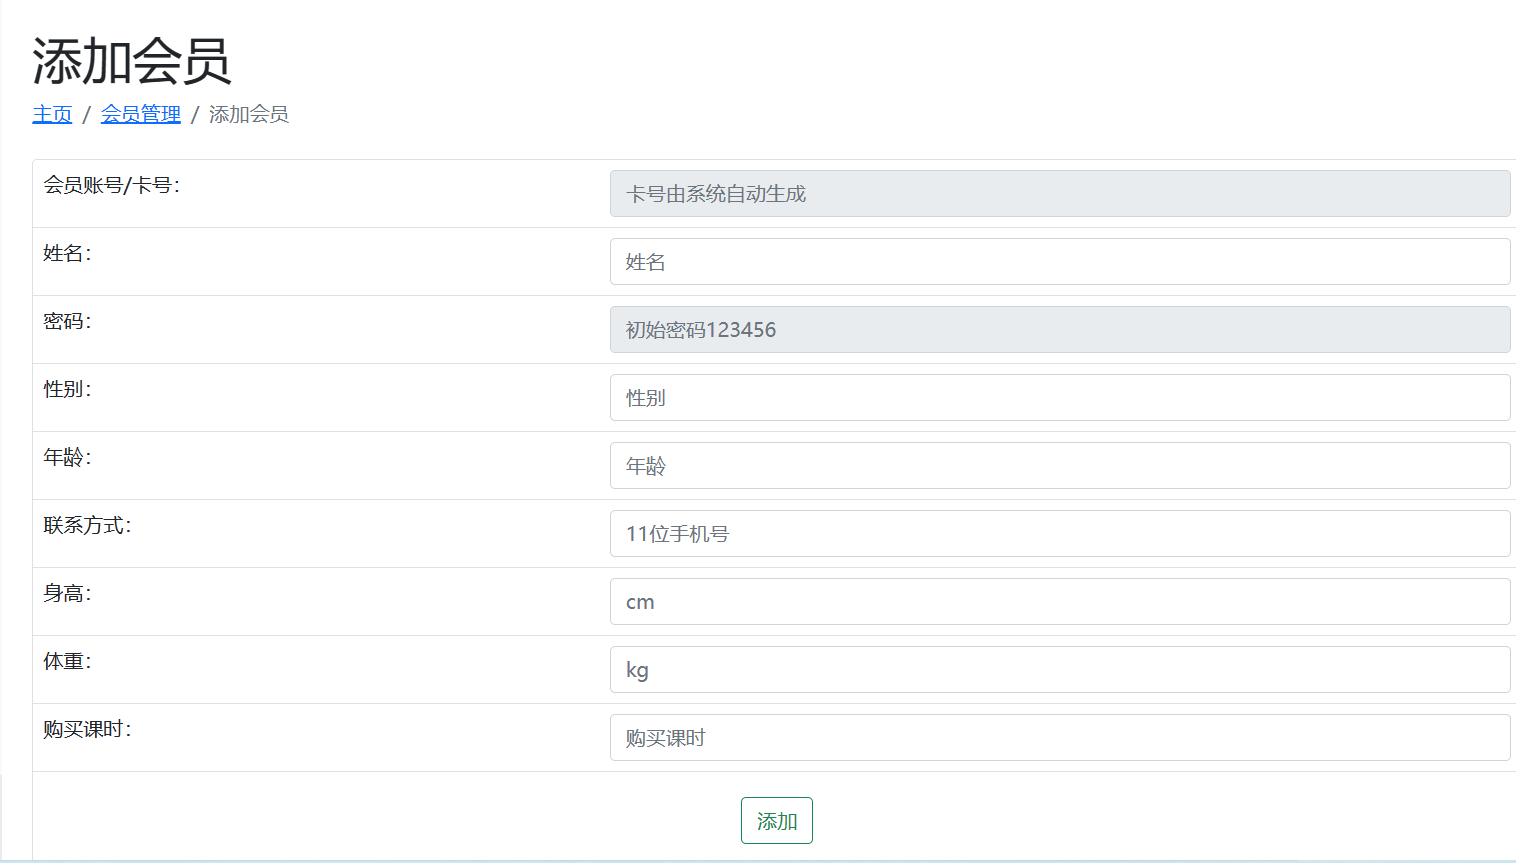 添加会员
主页 / 会员管理 / 添加会员
会员账号/卡号: 卡号由系统自动生成
姓名: 姓名
密码: 初始密码123456
性别: 性别
年龄: 年龄
联系方式: 11位手机号
身高: cm
体重: kg
购买课时: 购买课时
添加